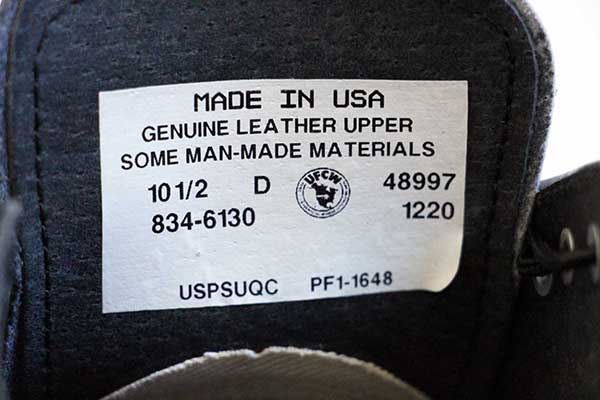 MADE IN USA
GENUINE LEATHER UPPER
SOME MAN-MADE MATERIALS
10 1/2 D UFCW 48997
834-6130 1220
USPSUQC PF1-1648